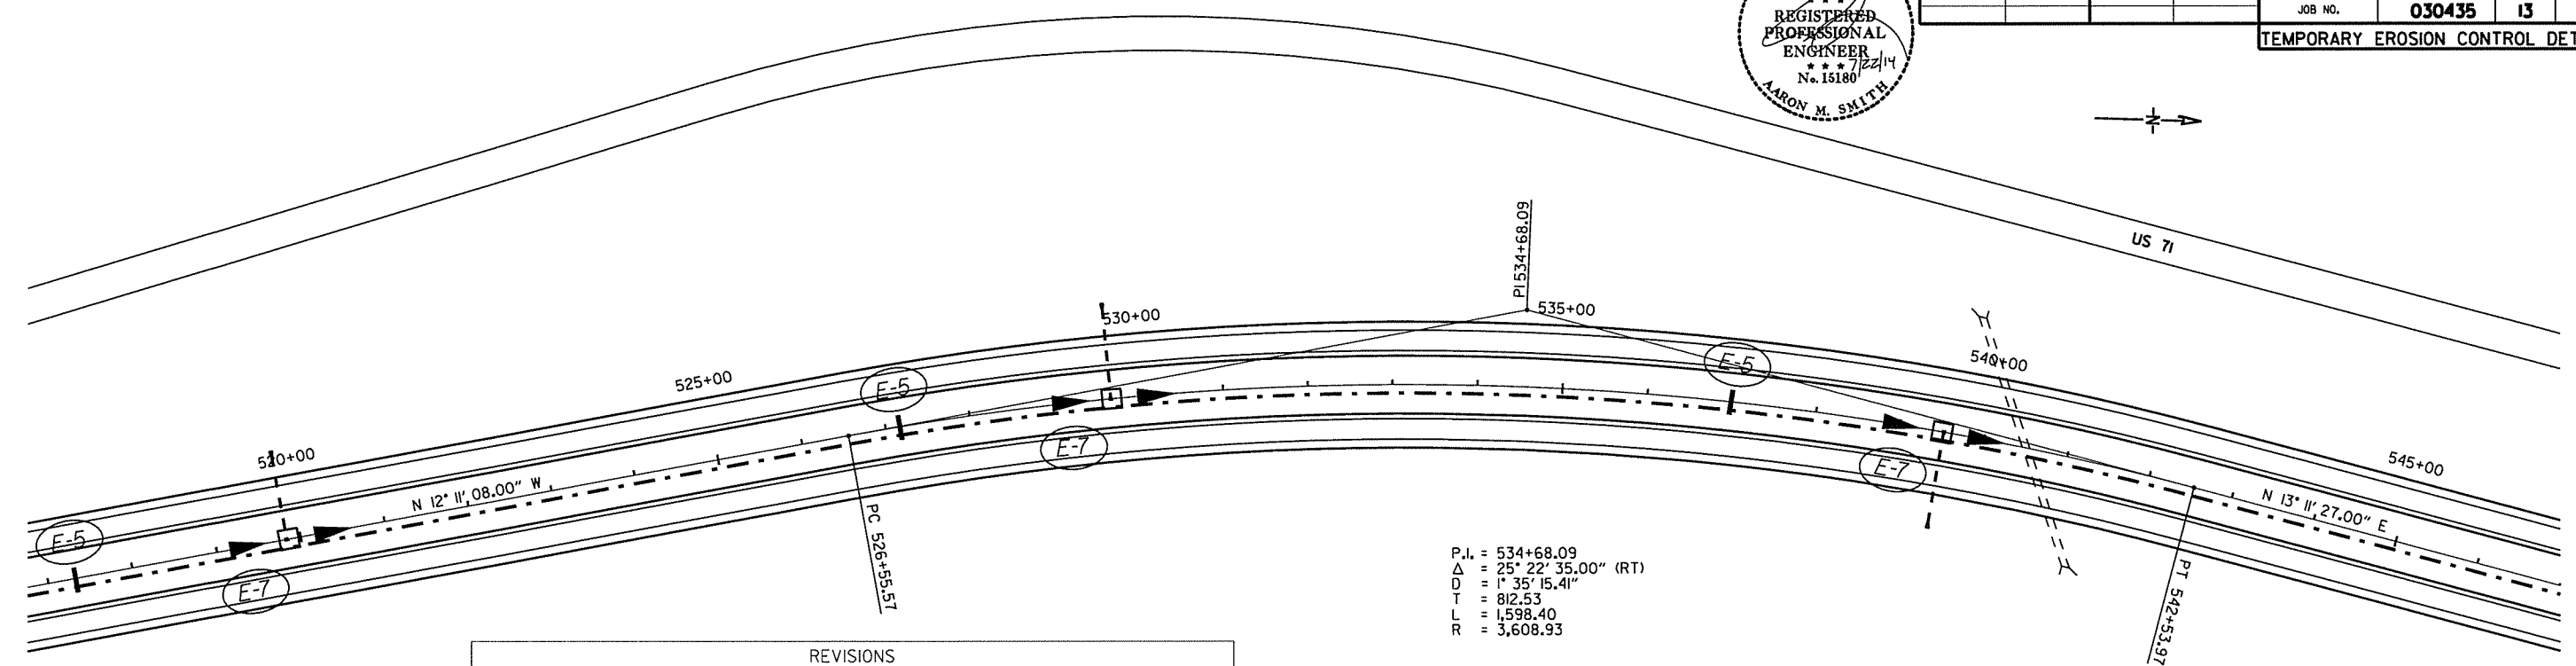 REGISTERED
PROFESSIONAL
ENGINEER
★ ★ ★ 7/22/14
No. 15180
AARON M. SMITH
JOB NO. 030435 13
TEMPORARY EROSION CONTROL DET
N
US 71
PI 534+68.09
520+00
525+00
530+00
535+00
540+00
545+00
E-5
E-5
E-5
E-7
E-7
E-7
N 12° 11' 08.00" W
PC 526+55.57
N 13° 11' 27.00" E
PT 542+53.97
P.I. = 534+68.09
Δ = 25° 22' 35.00" (RT)
D = 1° 35' 15.41"
T = 812.53
L = 1,598.40
R = 3,608.93
REVISIONS